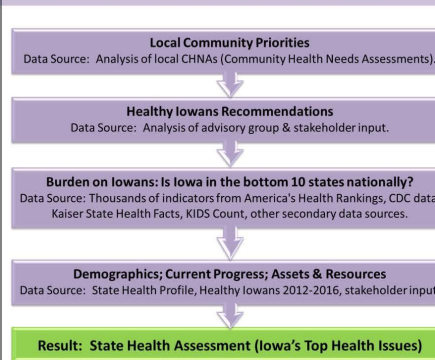 Local Community Priorities
Data Source: Analysis of local CHNAs (Community Health Needs Assessments).
Healthy Iowans Recommendations
Data Source: Analysis of advisory group & stakeholder input.
Burden on Iowans: Is Iowa in the bottom 10 states nationally?
Data Source: Thousands of indicators from America's Health Rankings, CDC data
Kaiser State Health Facts, KIDS Count, other secondary data sources.
Demographics; Current Progress; Assets & Resources
Data Source: State Health Profile, Healthy Iowans 2012-2016, stakeholder input
Result: State Health Assessment (Iowa's Top Health Issues)